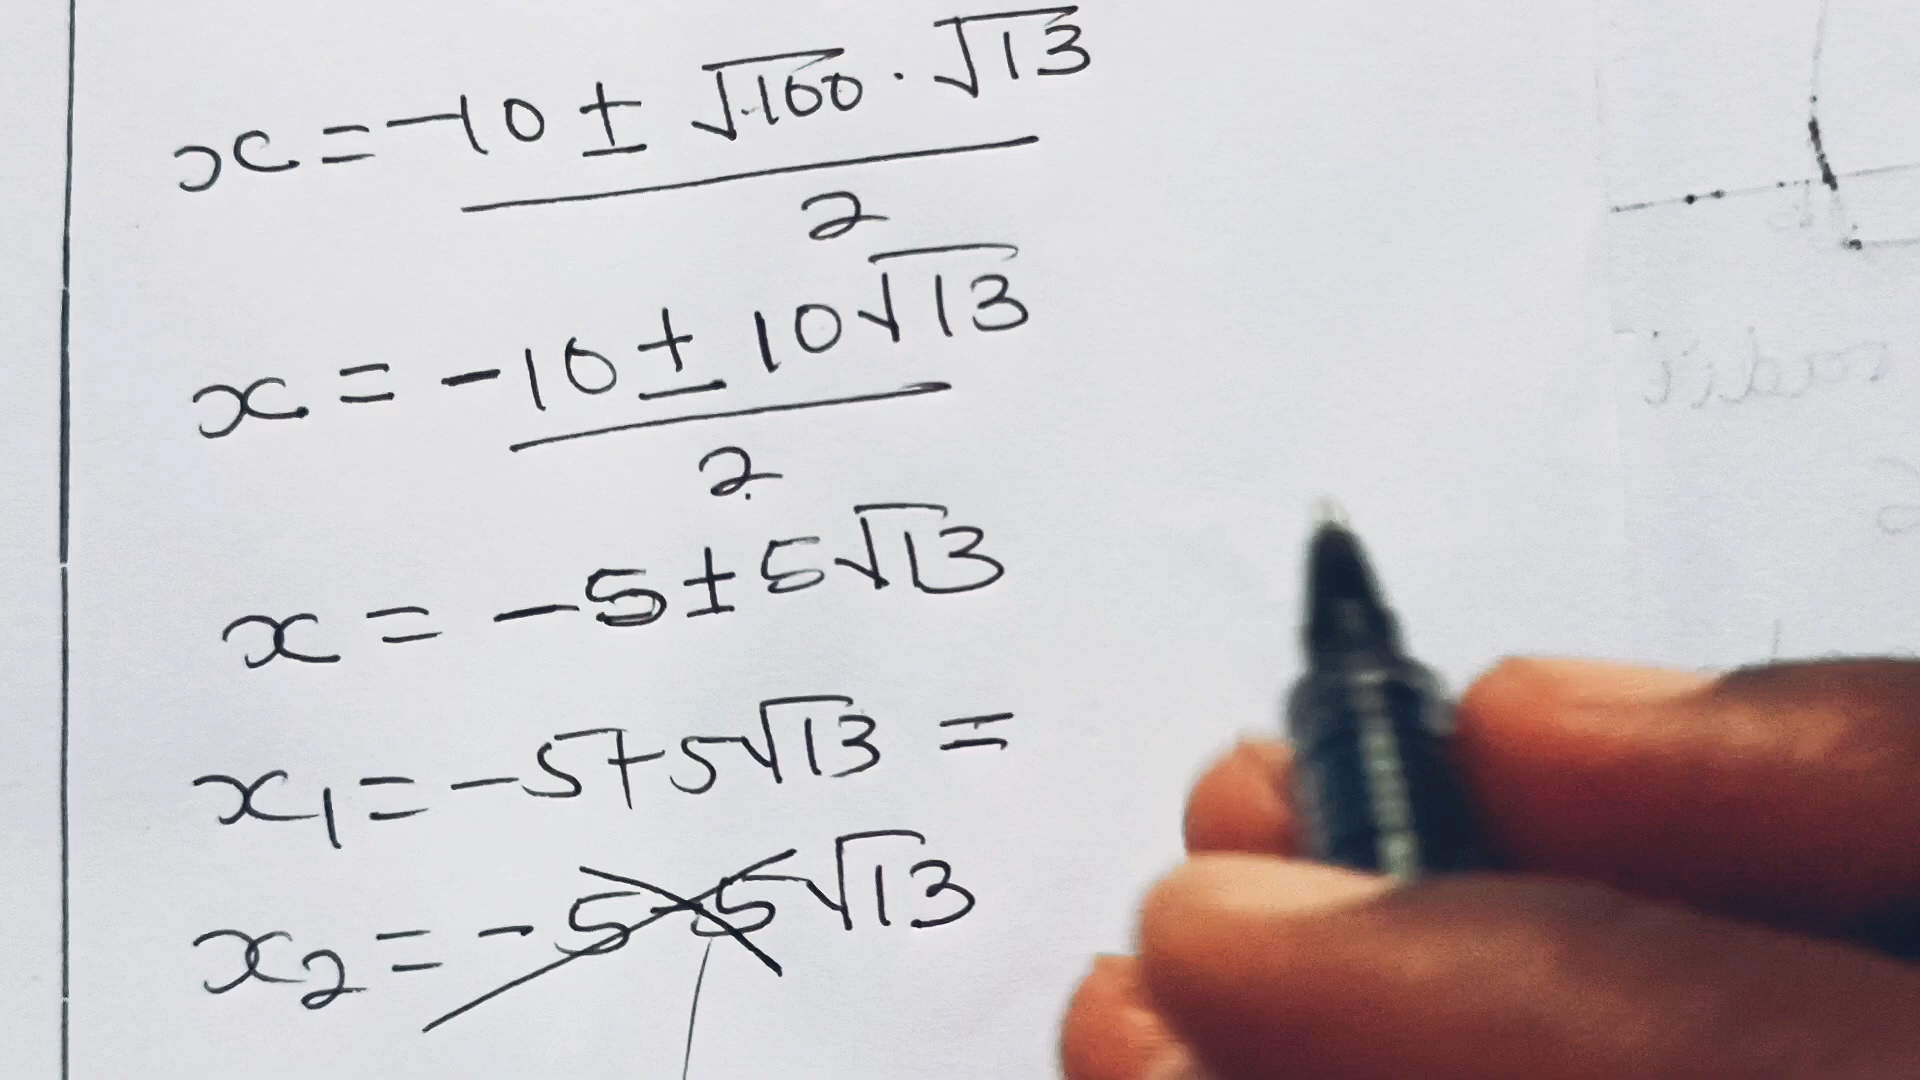 x = -10 ± √100 · √13
2
x = -10 ± 10√13
2
x = -5 ± 5√13
x1 = -5+5√13 =
x2 = -5-5√13